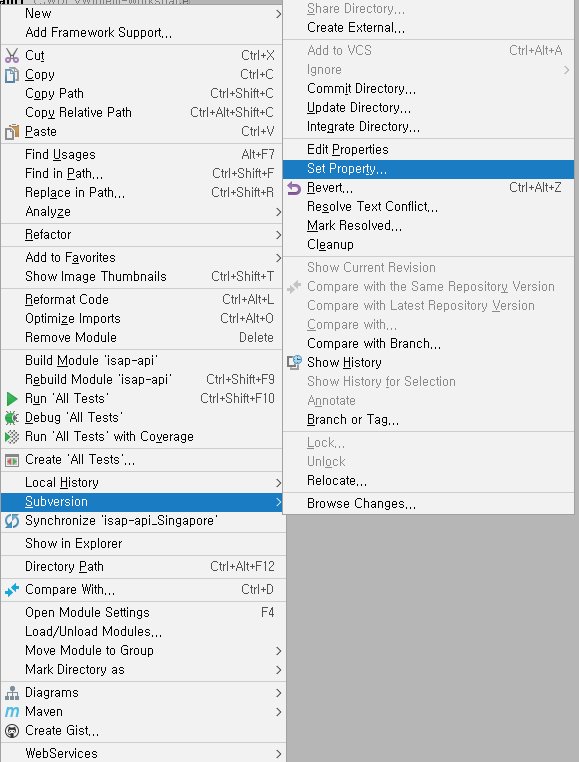 New
Add Framework Support...
Cut Ctrl+X
Copy Ctrl+C
Copy Path Ctrl+Shift+C
Copy Relative Path Ctrl+Alt+Shift+C
Paste Ctrl+V
Find Usages Alt+F7
Find in Path... Ctrl+Shift+F
Replace in Path... Ctrl+Shift+R
Analyze
Refactor
Add to Favorites
Show Image Thumbnails Ctrl+Shift+T
Reformat Code Ctrl+Alt+L
Optimize Imports Ctrl+Alt+O
Remove Module Delete
Build Module 'isap-api'
Rebuild Module 'isap-api' Ctrl+Shift+F9
Run 'All Tests' Ctrl+Shift+F10
Debug 'All Tests'
Run 'All Tests' with Coverage
Create 'All Tests'...
Local History
Subversion
Synchronize 'isap-api_Singapore'
Show in Explorer
Directory Path Ctrl+Alt+F12
Compare With... Ctrl+D
Open Module Settings F4
Load/Unload Modules...
Move Module to Group
Mark Directory as
Diagrams
Maven
Create Gist...
WebServices
Share Directory...
Create External...
Add to VCS Ctrl+Alt+A
Ignore
Commit Directory...
Update Directory...
Integrate Directory...
Edit Properties
Set Property...
Revert... Ctrl+Alt+Z
Resolve Text Conflict...
Mark Resolved...
Cleanup
Show Current Revision
Compare with the Same Repository Version
Compare with Latest Repository Version
Compare with...
Compare with Branch...
Show History
Show History for Selection
Annotate
Branch or Tag...
Lock...
Unlock
Relocate...
Browse Changes...